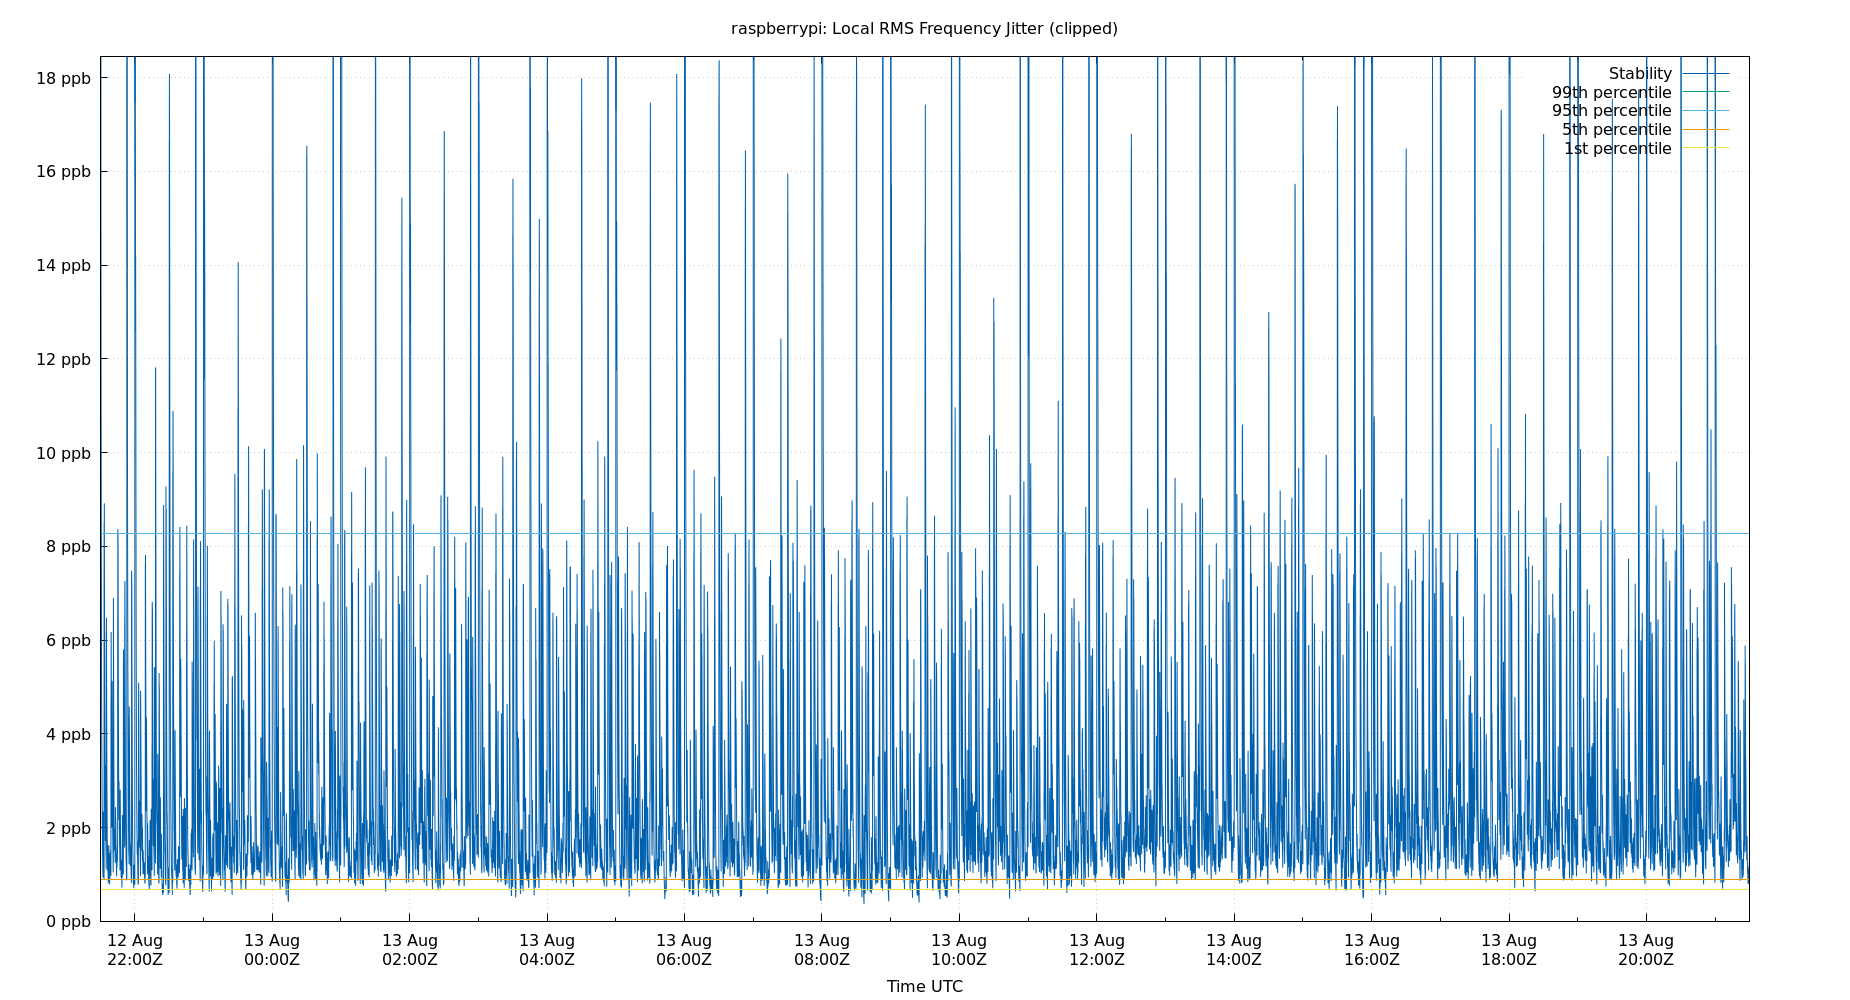 raspberrypi: Local RMS Frequency Jitter (clipped)
Stability
99th percentile
95th percentile
5th percentile
1st percentile
18 ppb
16 ppb
14 ppb
12 ppb
10 ppb
8 ppb
6 ppb
4 ppb
2 ppb
0 ppb
12 Aug 13 Aug 13 Aug 13 Aug 13 Aug 13 Aug 13 Aug 13 Aug 13 Aug 13 Aug 13 Aug 13 Aug
22:00Z 00:00Z 02:00Z 04:00Z 06:00Z 08:00Z 10:00Z 12:00Z 14:00Z 16:00Z 18:00Z 20:00Z
Time UTC